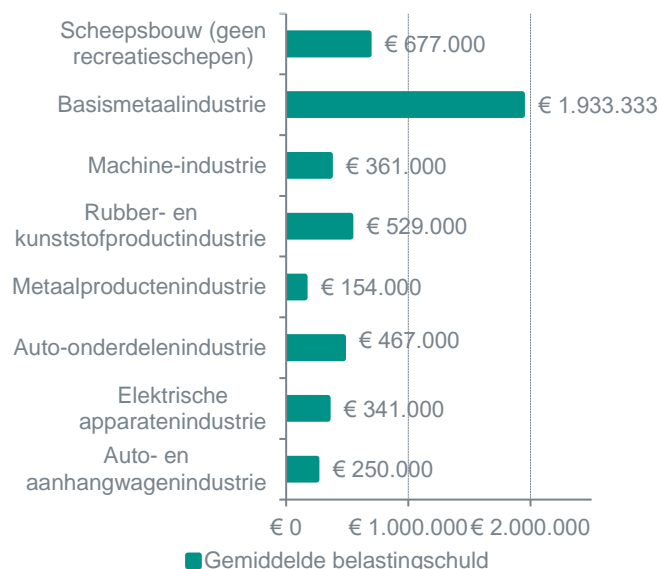 Scheepsbouw (geen
recreatieschepen)
€ 677.000
Basismetaalindustrie
€ 1.933.333
Machine-industrie
€ 361.000
Rubber- en
kunststofproductindustrie
€ 529.000
Metaalproductenindustrie
€ 154.000
Auto-onderdelenindustrie
€ 467.000
Elektrische
apparatenindustrie
€ 341.000
Auto- en
aanhangwagenindustrie
€ 250.000
€ 0 € 1.000.000 € 2.000.000
Gemiddelde belastingschuld